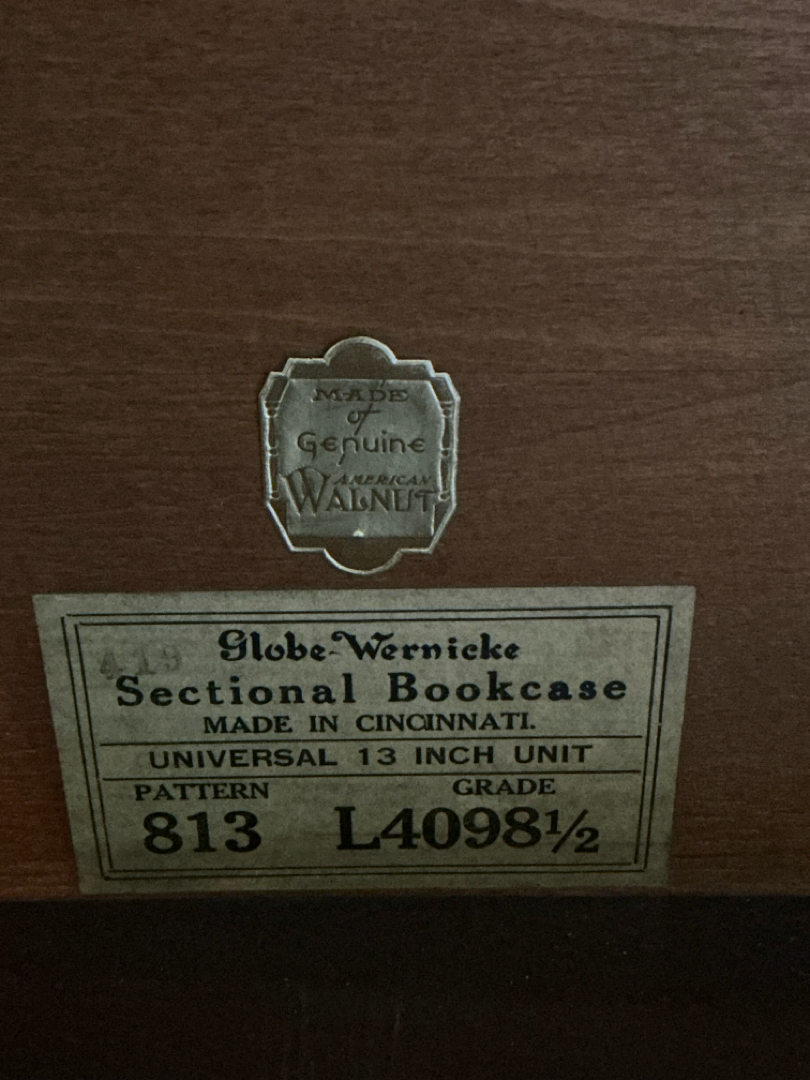 MADE
of
Genuine
AMERICAN
WALNUT
419
Globe-Wernicke
Sectional Bookcase
MADE IN CINCINNATI.
UNIVERSAL 13 INCH UNIT
PATTERN GRADE
813 L4098½